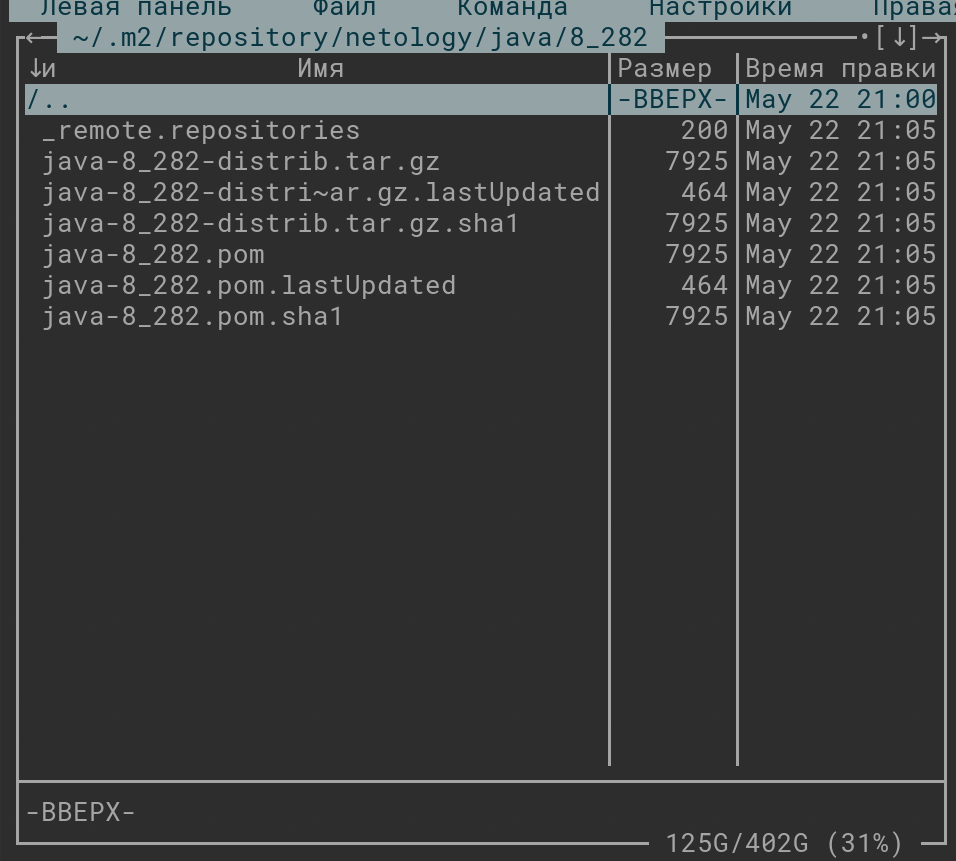 Левая панель Файл Команда Настройки Права
←  ~/.m2/repository/netology/java/8_282  ·[↓]→
↓и Имя Размер Время правки
/.. -ВВЕРХ- May 22 21:00
_remote.repositories 200 May 22 21:05
java-8_282-distrib.tar.gz 7925 May 22 21:05
java-8_282-distri~ar.gz.lastUpdated 464 May 22 21:05
java-8_282-distrib.tar.gz.sha1 7925 May 22 21:05
java-8_282.pom 7925 May 22 21:05
java-8_282.pom.lastUpdated 464 May 22 21:05
java-8_282.pom.sha1 7925 May 22 21:05
-ВВЕРХ-
125G/402G (31%)